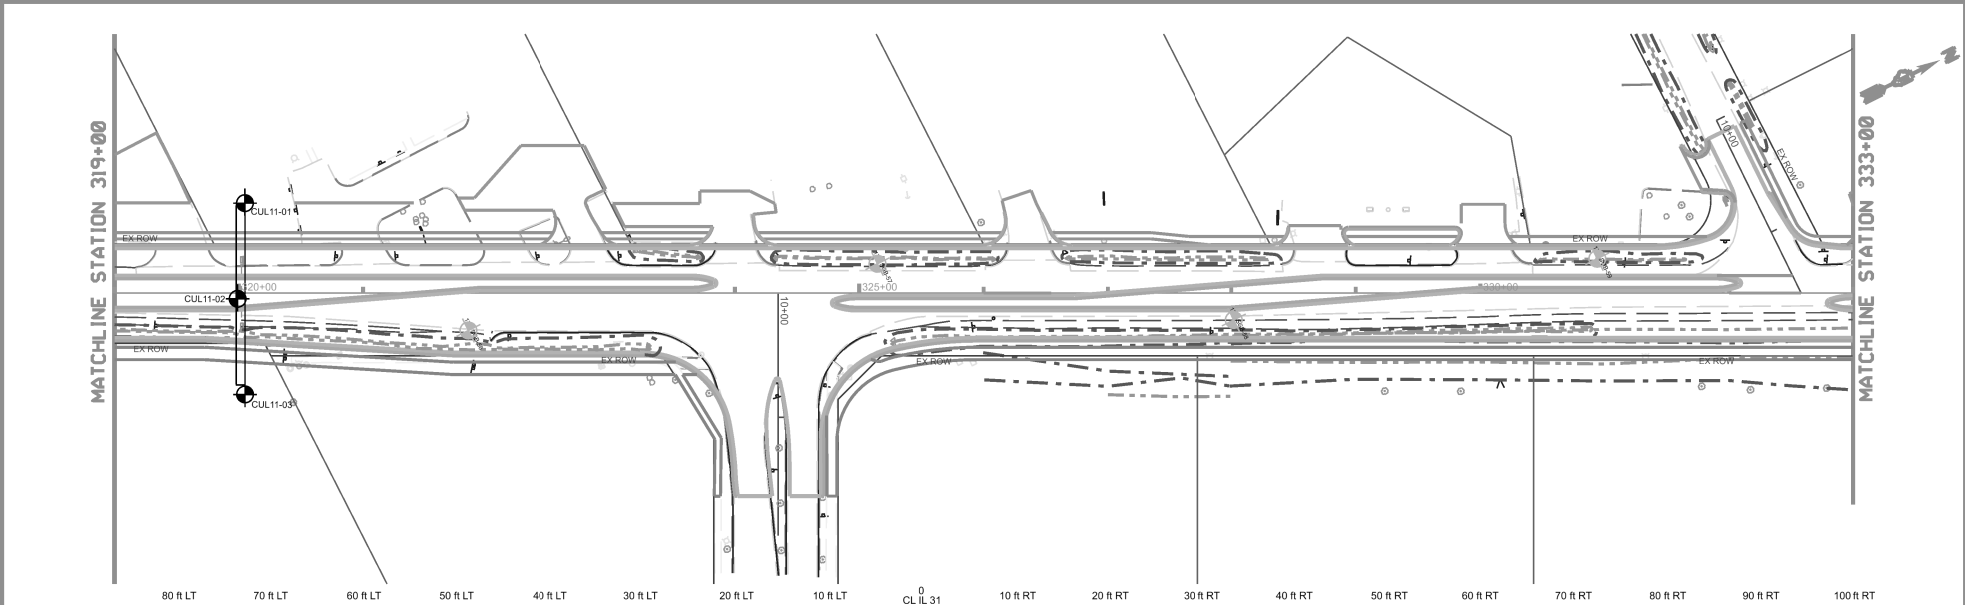 N
MATCHLINE STATION 319+00
MATCHLINE STATION 333+00
10+00
EX ROW
CUL11-01
EX ROW
EX ROW
CUL11-02
320+00
325+00
330+00
10+00
EX ROW
EX ROW
EX ROW
EX ROW
CUL11-03
80 ft LT
70 ft LT
60 ft LT
50 ft LT
40 ft LT
30 ft LT
20 ft LT
10 ft LT
0
CL IL 31
10 ft RT
20 ft RT
30 ft RT
40 ft RT
50 ft RT
60 ft RT
70 ft RT
80 ft RT
90 ft RT
100 ft RT